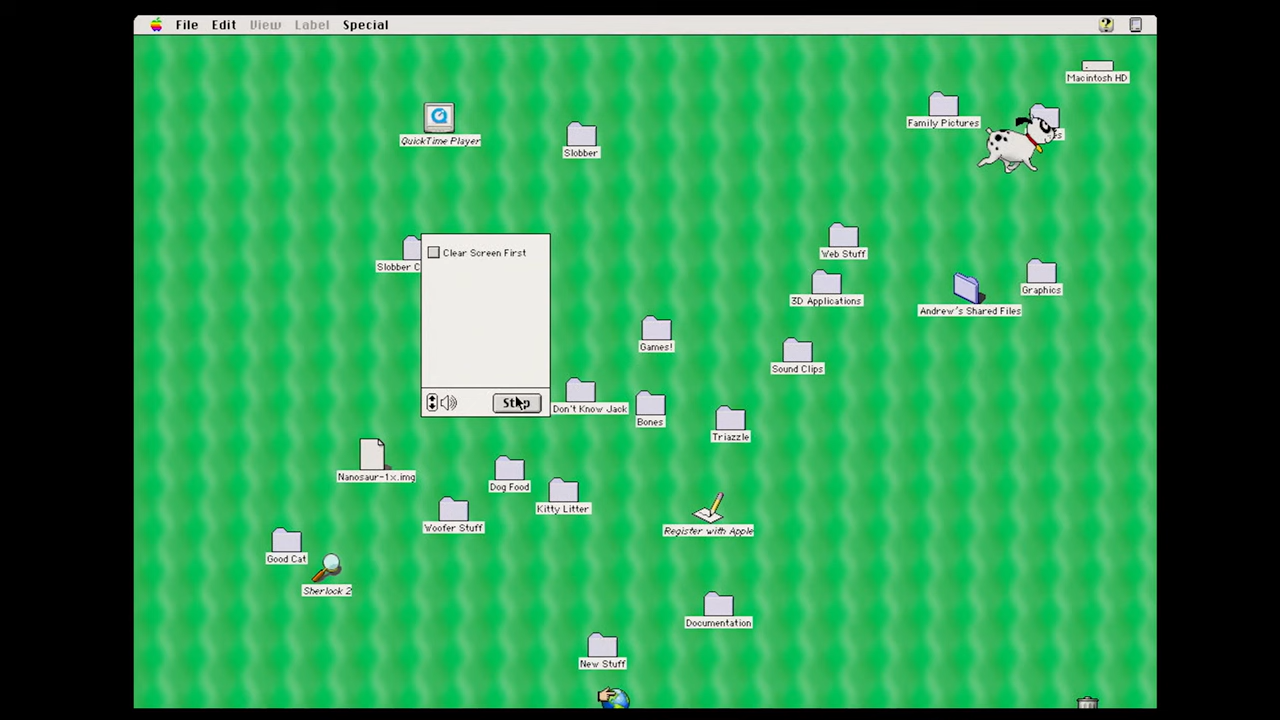 File Edit View Label Special
Macintosh HD
Family Pictures
QuickTime Player
Slobber
Web Stuff
Clear Screen First
Graphics
3D Applications
Andrew's Shared Files
Games!
Sound Clips
Don't Know Jack
Bones
Triazzle
Nanosaur-1x.img
Dog Food
Kitty Litter
Woofer Stuff
Register with Apple
Good Cat
Sherlock 2
Documentation
New Stuff